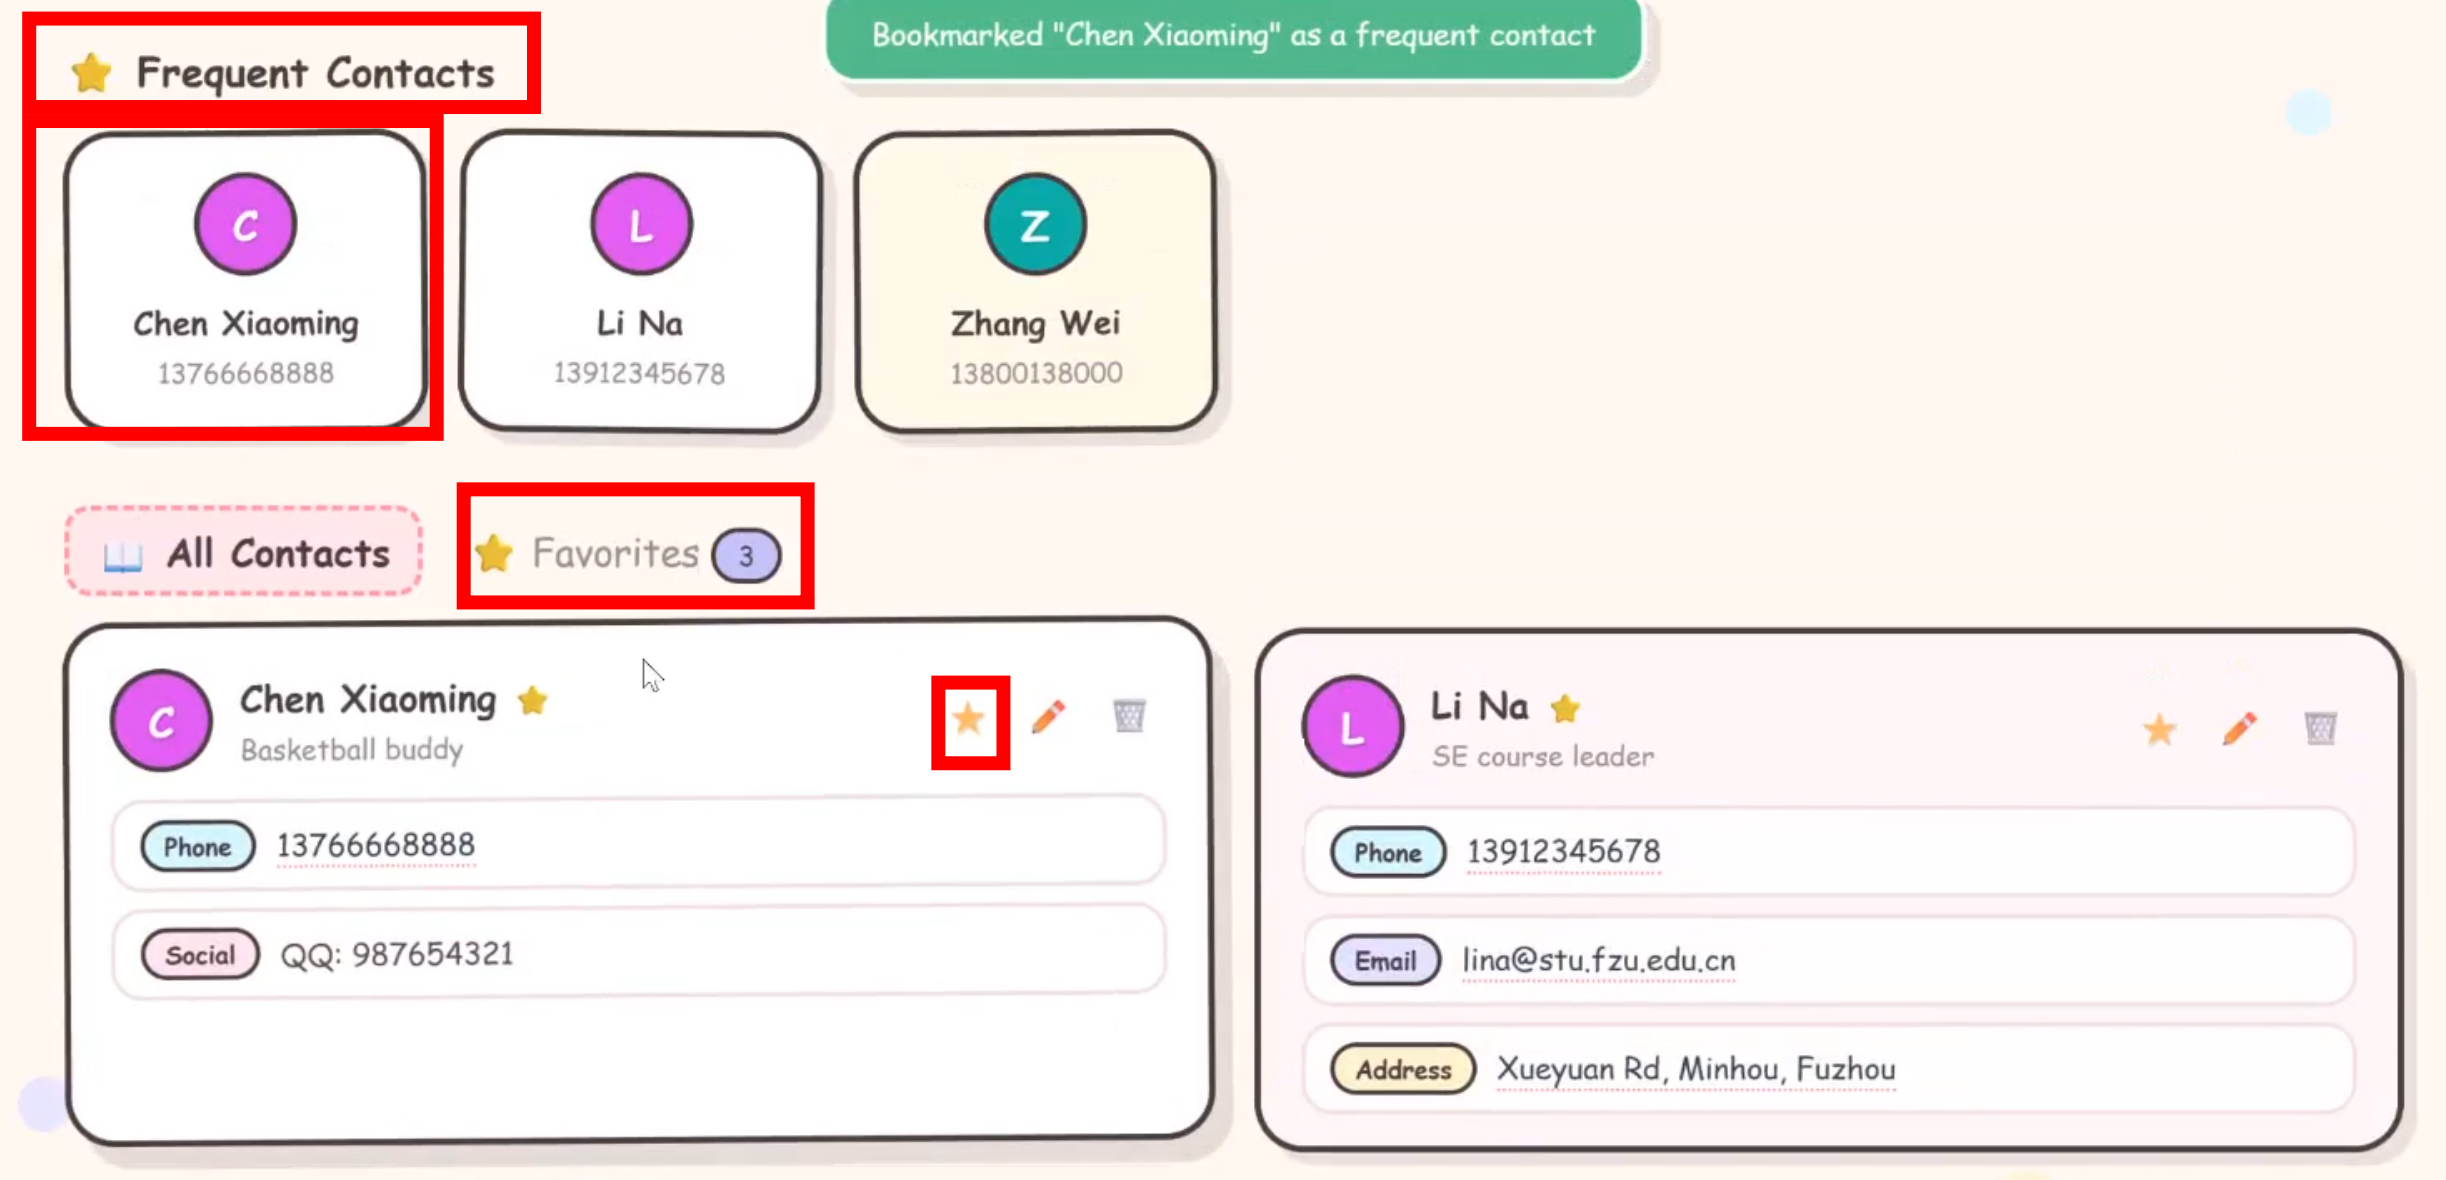 Bookmarked "Chen Xiaoming" as a frequent contact
Frequent Contacts
C
Chen Xiaoming
13766668888
L
Li Na
13912345678
Z
Zhang Wei
13800138000
All Contacts
Favorites 3
C
Chen Xiaoming
Basketball buddy
Phone 13766668888
Social QQ: 987654321
L
Li Na
SE course leader
Phone 13912345678
Email lina@stu.fzu.edu.cn
Address Xueyuan Rd, Minhou, Fuzhou